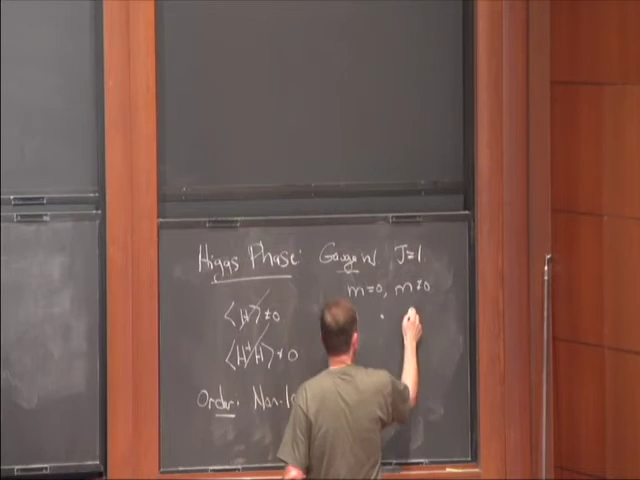 Higgs Phase: Gauge w/ J=1
m=0, m≠0
⟨H⟩≠0
⟨H†H⟩≠0
Order: Non-